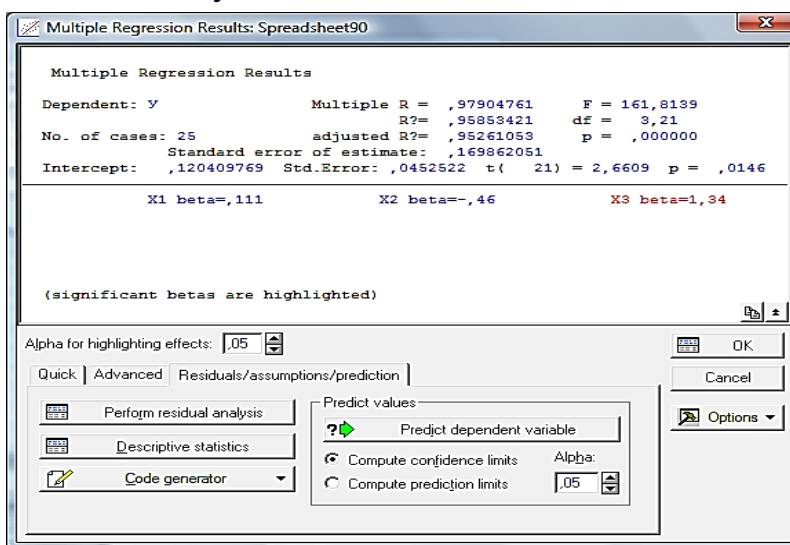 Multiple Regression Results: Spreadsheet90
Multiple Regression Results
Dependent: У Multiple R = ,97904761 F = 161,8139
R?= ,95853421 df = 3,21
No. of cases: 25 adjusted R?= ,95261053 p = ,000000
Standard error of estimate: ,169862051
Intercept: ,120409769 Std.Error: ,0452522 t( 21) = 2,6609 p = ,0146
X1 beta=,111 X2 beta=-,46 X3 beta=1,34
(significant betas are highlighted)
Alpha for highlighting effects: ,05
OK
Quick Advanced Residuals/assumptions/prediction
Cancel
Perform residual analysis
Predict values
Options
?
Predict dependent variable
Descriptive statistics
Compute confidence limits Alpha:
Code generator
Compute prediction limits ,05